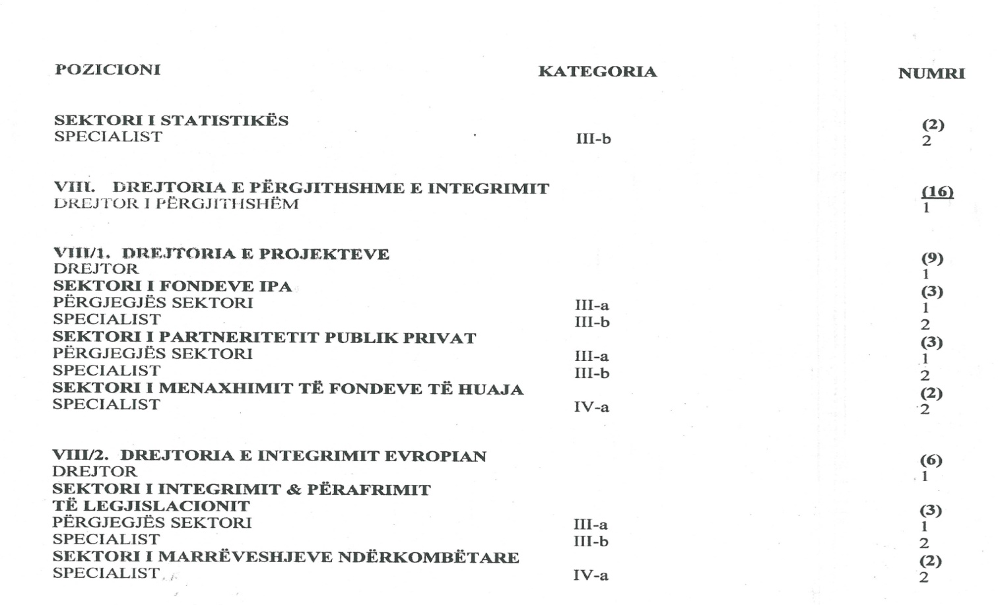 POZICIONI KATEGORIA NUMRI
SEKTORI I STATISTIKËS (2)
SPECIALIST III-b 2
VIII. DREJTORIA E PËRGJITHSHME E INTEGRIMIT (16)
DREJTOR I PËRGJITHSHËM 1
VIII/1. DREJTORIA E PROJEKTEVE (9)
DREJTOR 1
SEKTORI I FONDEVE IPA (3)
PËRGJEGJËS SEKTORI III-a 1
SPECIALIST III-b 2
SEKTORI I PARTNERITETIT PUBLIK PRIVAT (3)
PËRGJEGJËS SEKTORI III-a 1
SPECIALIST III-b 2
SEKTORI I MENAXHIMIT TË FONDEVE TË HUAJA (2)
SPECIALIST IV-a 2
VIII/2. DREJTORIA E INTEGRIMIT EVROPIAN (6)
DREJTOR 1
SEKTORI I INTEGRIMIT & PËRAFRIMIT
TË LEGJISLACIONIT (3)
PËRGJEGJËS SEKTORI III-a 1
SPECIALIST III-b 2
SEKTORI I MARRËVESHJEVE NDËRKOMBËTARE (2)
SPECIALIST IV-a 2